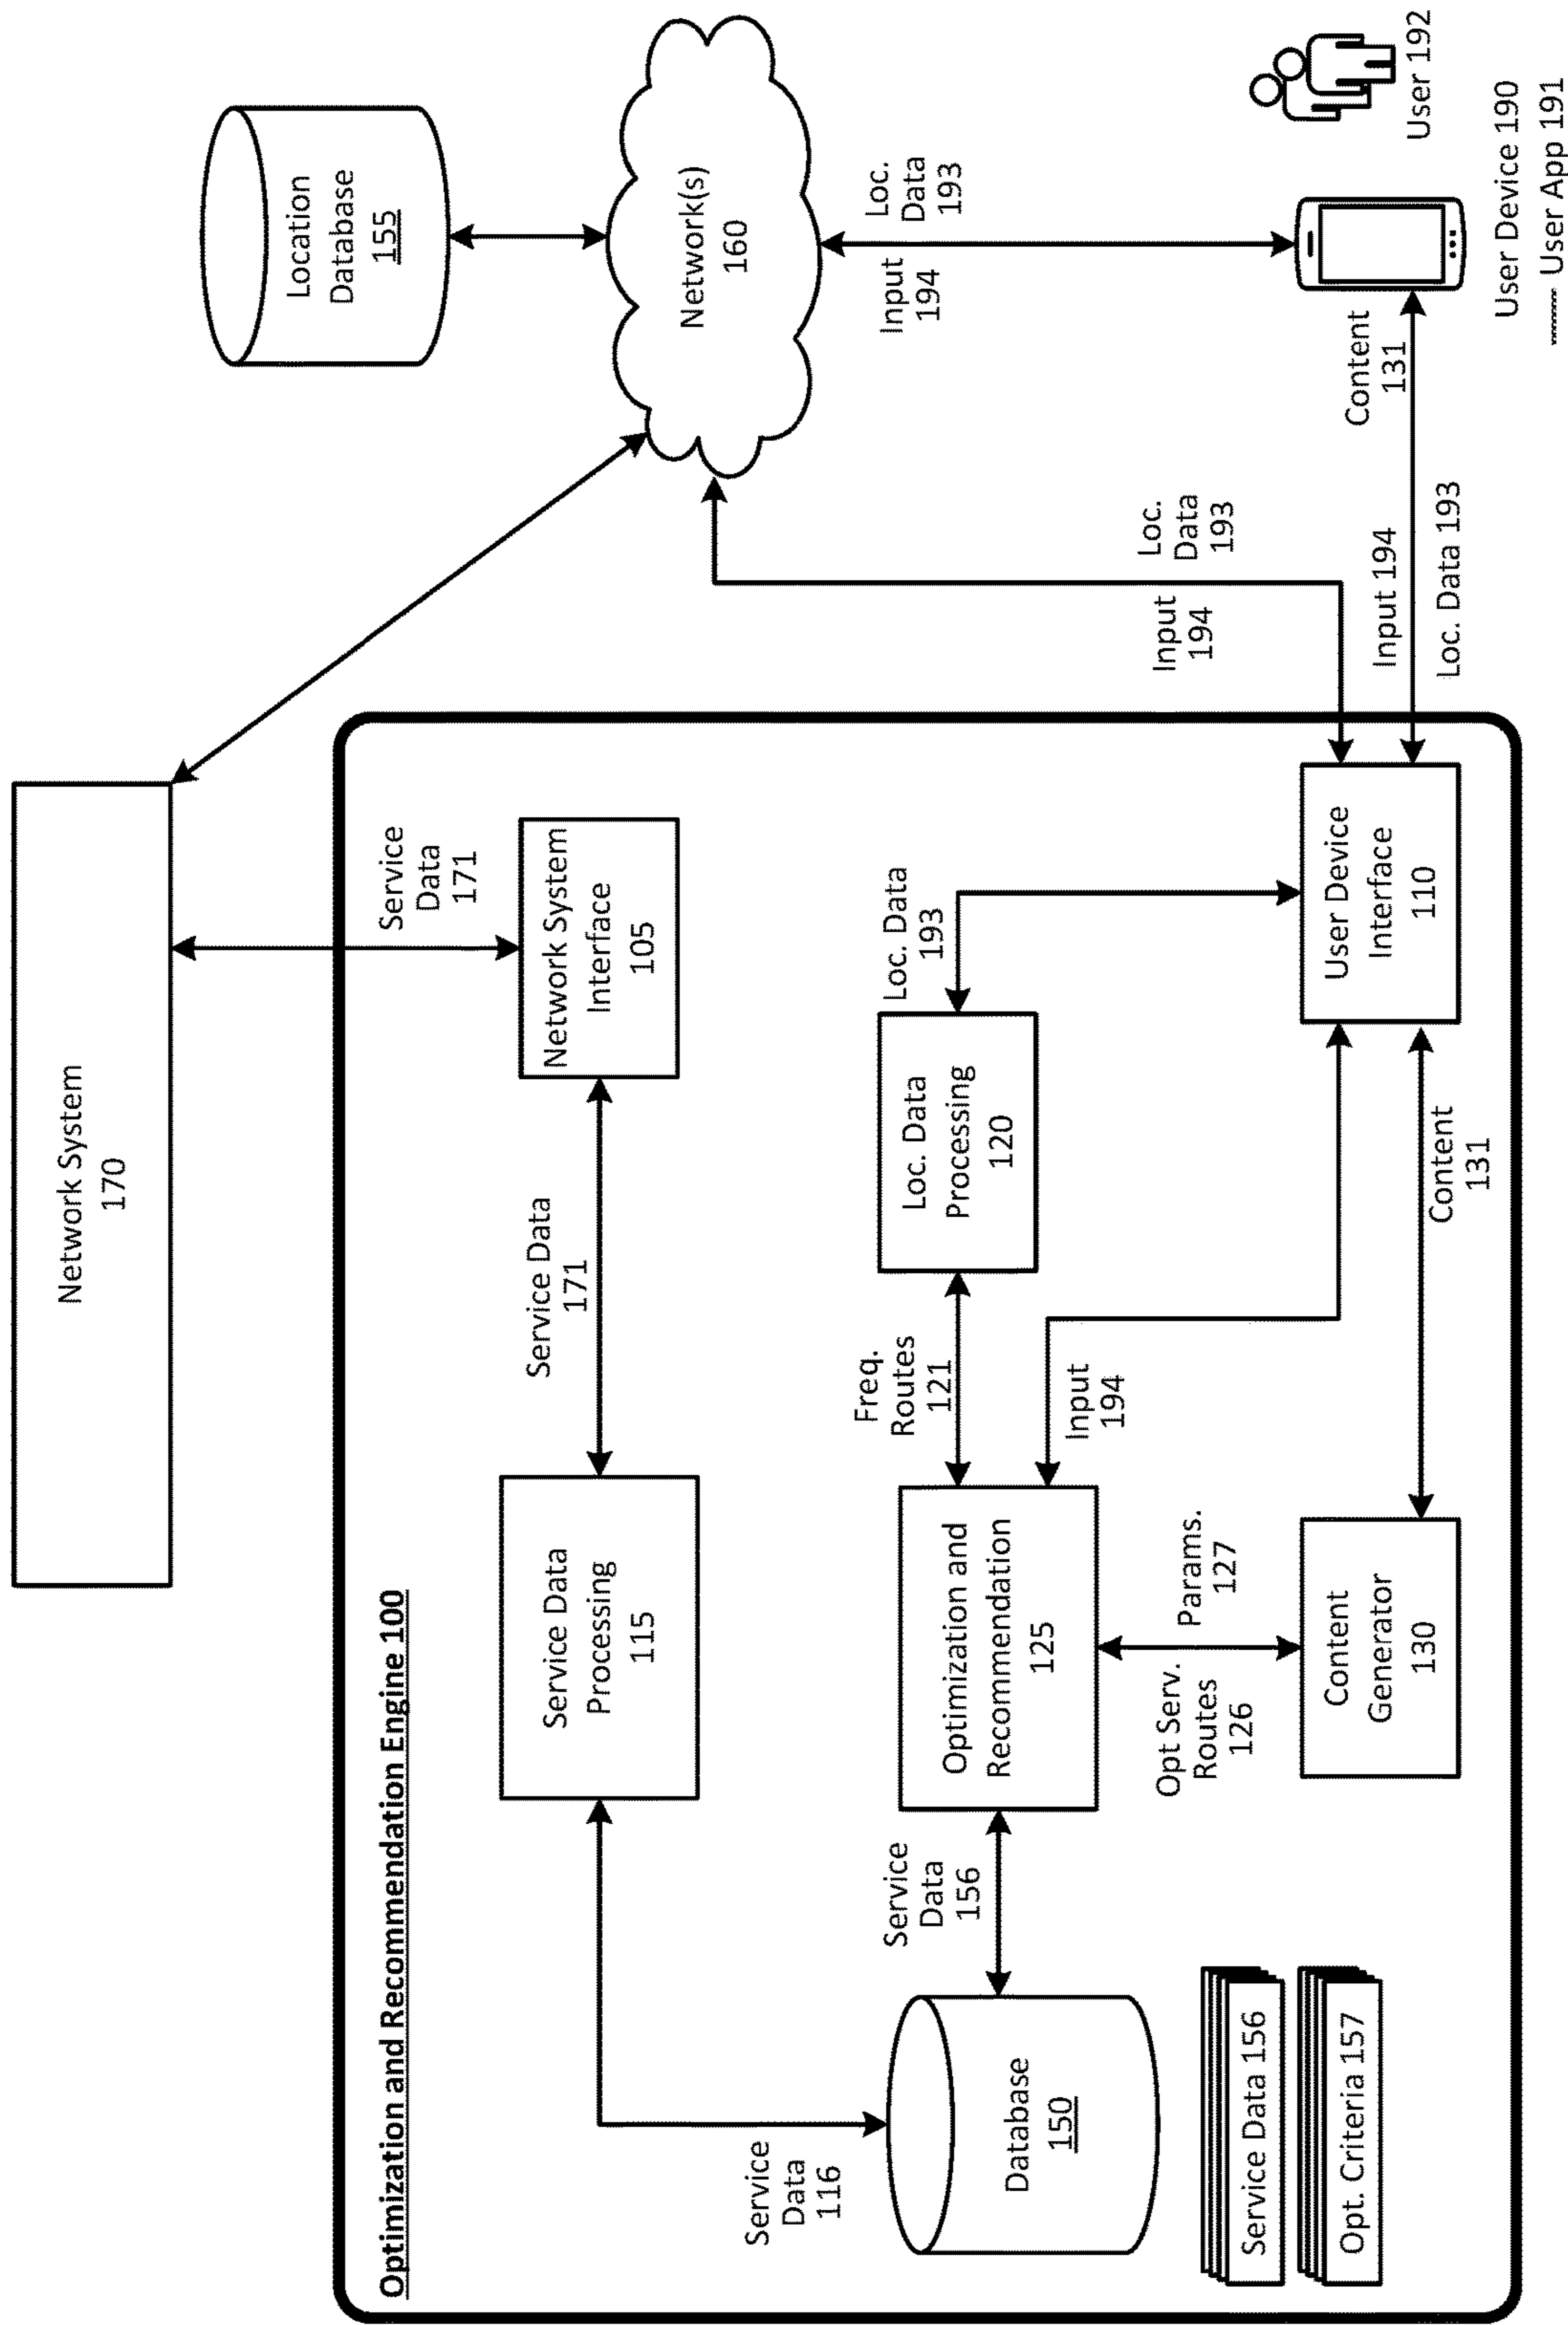 Network System
170
Optimization and Recommendation Engine 100
Service
Data
171
Location
Database
155
Service Data
Processing
115
Service Data
171
Network System
Interface
105
Network(s)
160
Service
Data
116
Service
Data
156
Freq.
Routes
121
Loc. Data
193
Input
194
Loc.
Data
193
Database
150
Optimization and
Recommendation
125
Loc. Data
Processing
120
Input
194
Input
194
Loc.
Data
193
Opt Serv.
Routes
126
Params.
127
Service Data 156
Opt. Criteria 157
Content
Generator
130
Content
131
User Device
Interface
110
Input 194
Loc. Data 193
Content
131
User 192
User Device 190
User App 191